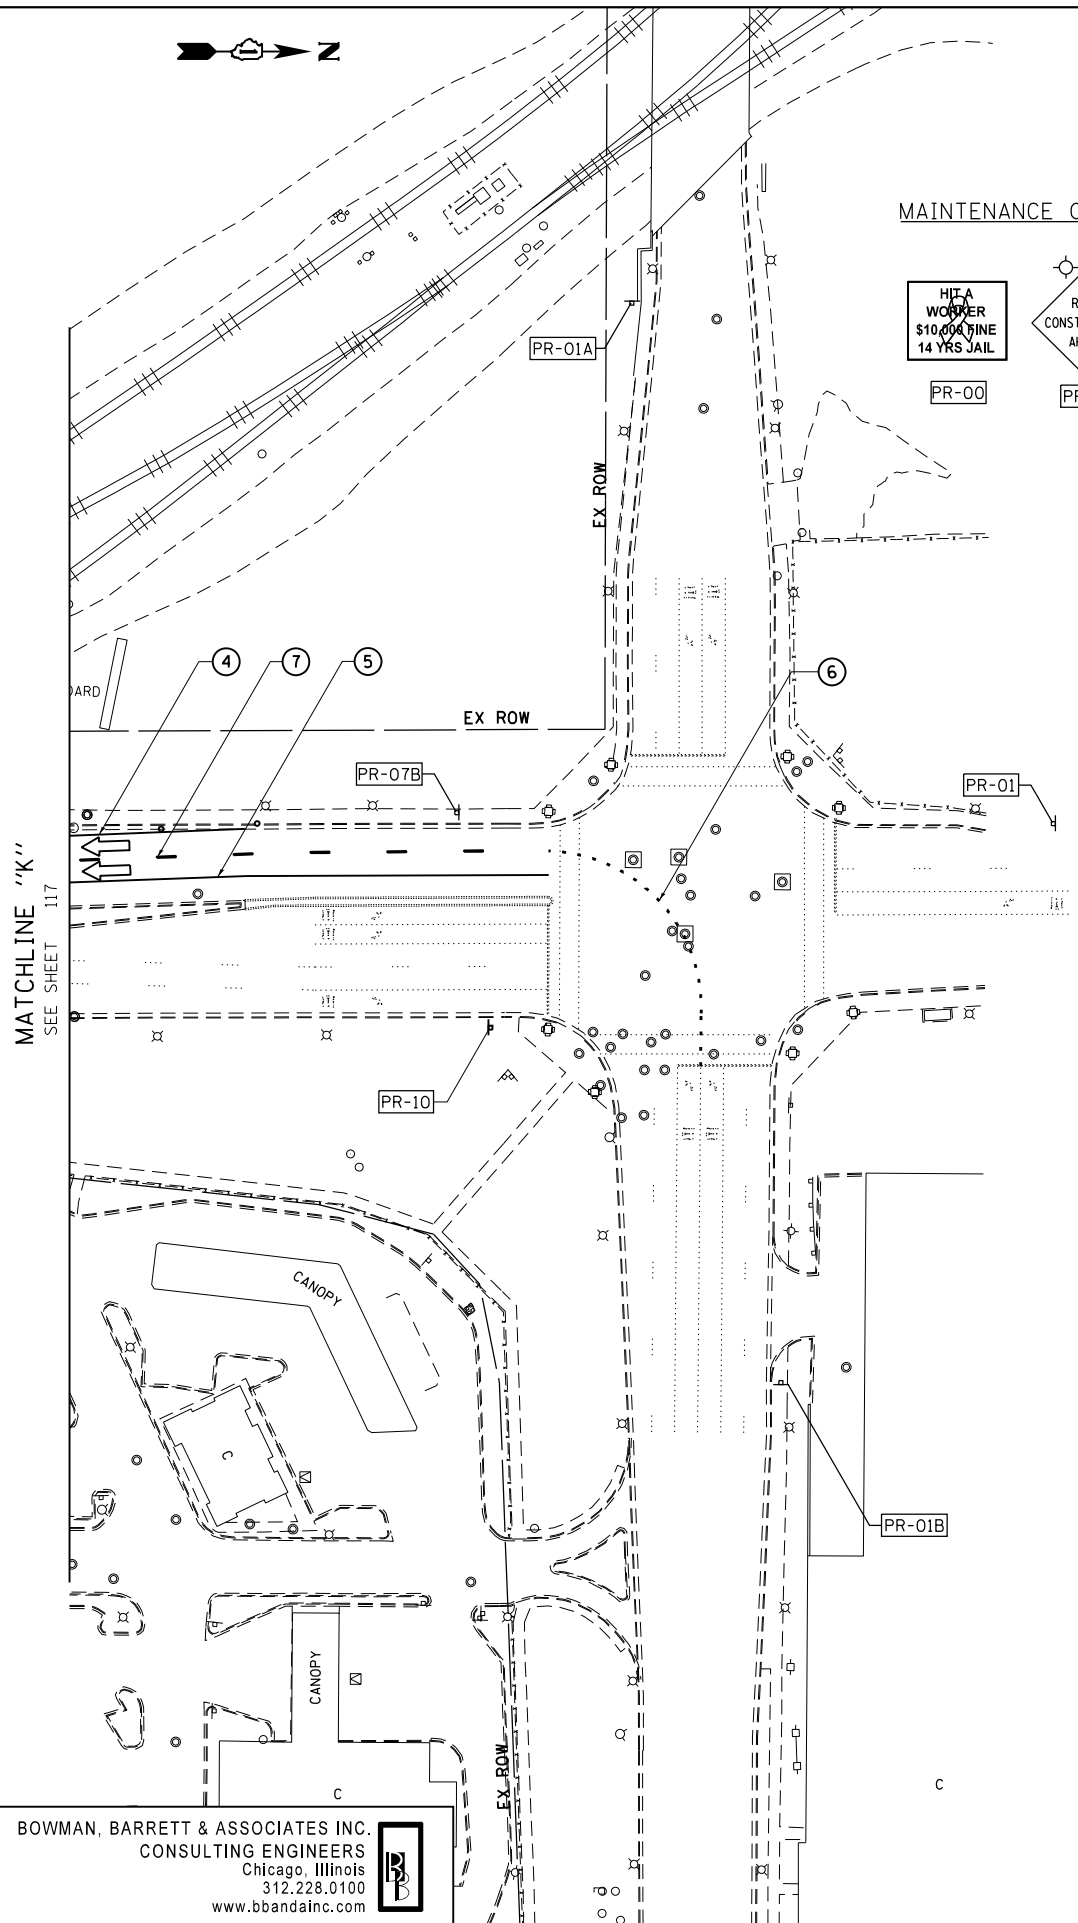 N
MAINTENANCE
HIT A
WORKER
$10,000 FINE
14 YRS JAIL
PR-00
PR-01A
EX ROW
4
7
5
6
EX ROW
PR-07B
PR-01
MATCHLINE "K"
SEE SHEET 117
PR-10
CANOPY
C
PR-01B
CANOPY
C
EX ROW
C
BOWMAN, BARRETT & ASSOCIATES INC.
CONSULTING ENGINEERS
Chicago, Illinois
312.228.0100
www.bbandainc.com